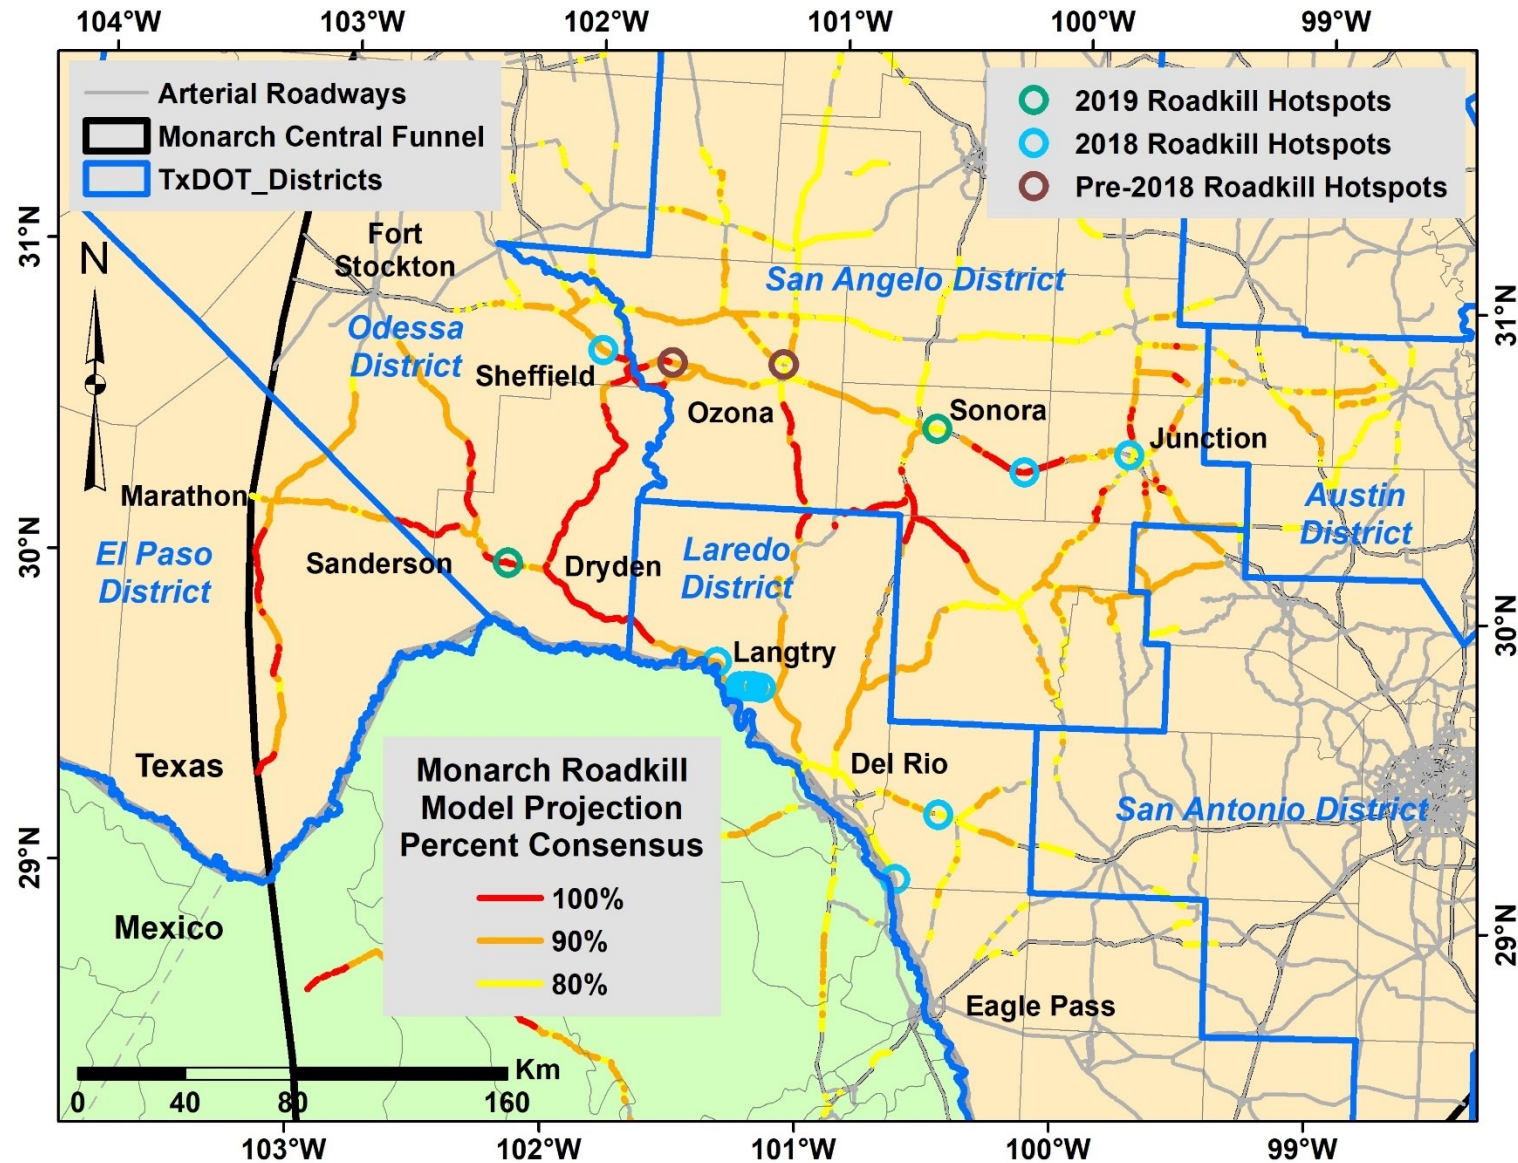 104°W 103°W 102°W 101°W 100°W 99°W
Arterial Roadways
Monarch Central Funnel
TxDOT_Districts
2019 Roadkill Hotspots
2018 Roadkill Hotspots
Pre-2018 Roadkill Hotspots
31°N
N
Fort
Stockton
San Angelo District
31°N
Odessa
District
Sheffield
Ozona
Sonora
Junction
Marathon
Austin
District
30°N
El Paso
District
Sanderson
Dryden
Laredo
District
30°N
Langtry
Texas
Del Rio
San Antonio District
Monarch Roadkill
Model Projection
Percent Consensus
100%
90%
80%
29°N
29°N
Mexico
Eagle Pass
Km
0 40 80 160
103°W 102°W 101°W 100°W 99°W